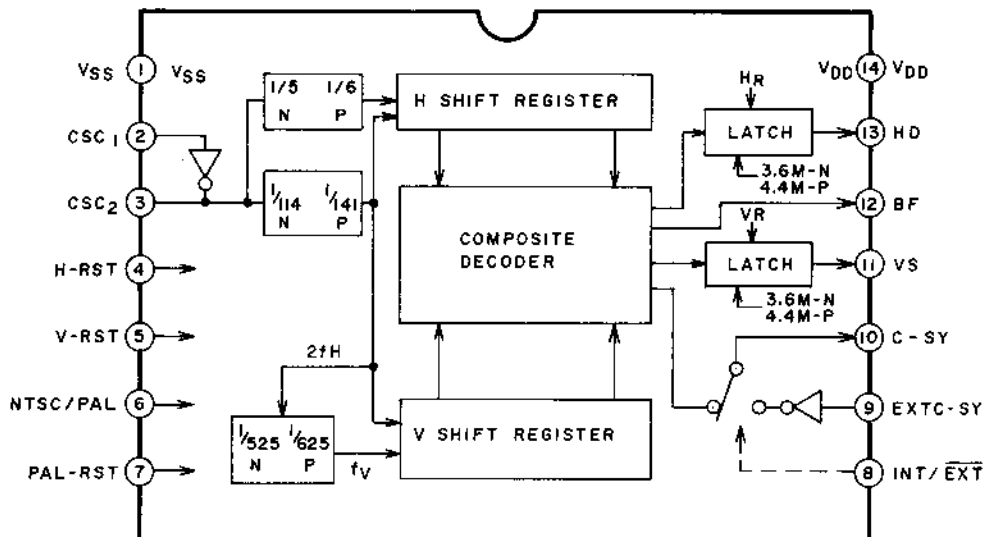 VSS 1 VSS
CSC1 2
CSC2 3
H-RST 4
V-RST 5
NTSC/PAL 6
PAL-RST 7
1/5 1/6
N P
1/114 1/141
N P
2fH
1/525 1/625
N P
fV
H SHIFT REGISTER
COMPOSITE
DECODER
V SHIFT REGISTER
HR
LATCH
3.6M-N
4.4M-P
VR
LATCH
3.6M-N
4.4M-P
VDD 14 VDD
13 HD
12 BF
11 VS
10 C-SY
9 EXTC-SY
8 INT/EXT